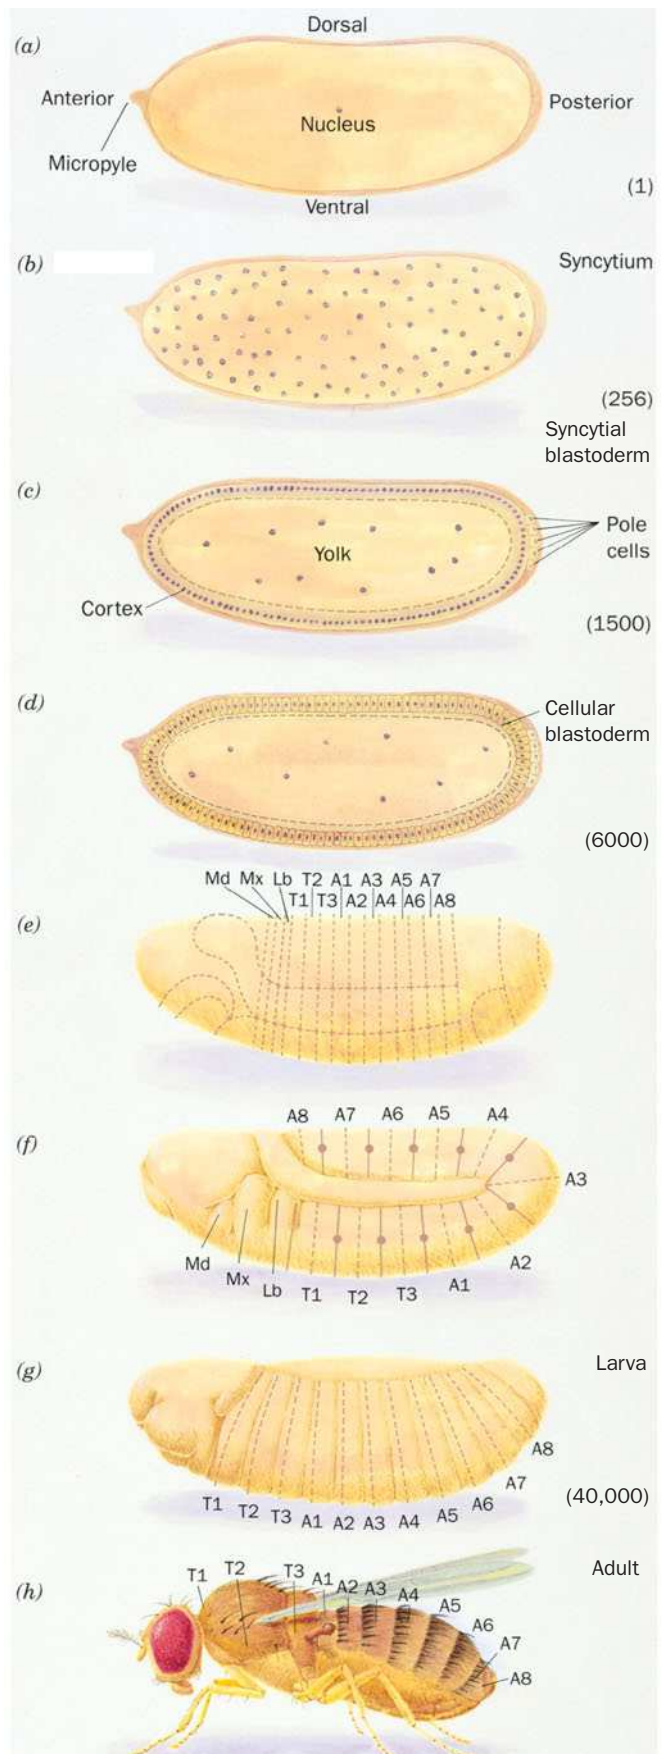 (a)
Dorsal
Anterior
Posterior
Nucleus
Micropyle
(1)
Ventral
(b)
Syncytium
(256)
Syncytial
blastoderm
(c)
Pole
cells
Yolk
Cortex
(1500)
(d)
Cellular
blastoderm
(6000)
Md Mx Lb T2 A1 A3 A5 A7
T1 T3 A2 A4 A6 A8
(e)
A8 A7 A6 A5 A4
(f)
A3
Md
Mx
Lb
T1 T2 T3 A1 A2
(g)
Larva
A8
A7
(40,000)
T1 T2 T3 A1 A2 A3 A4 A5 A6
Adult
(h)
T1 T2 T3 A1 A2 A3 A4 A5
A6
A7
A8